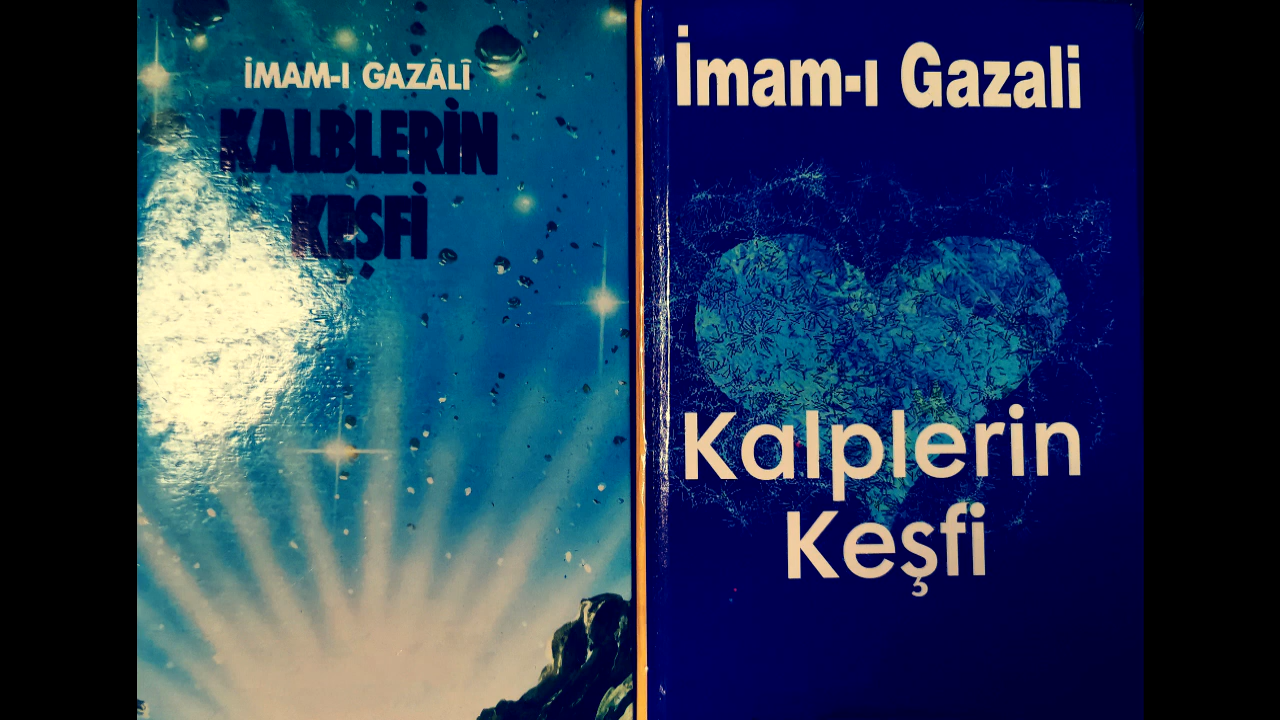 İMAM-I GAZÂLÎ
KALBLERİN
KEŞFİ
İmam-ı Gazali
Kalplerin
Keşfi